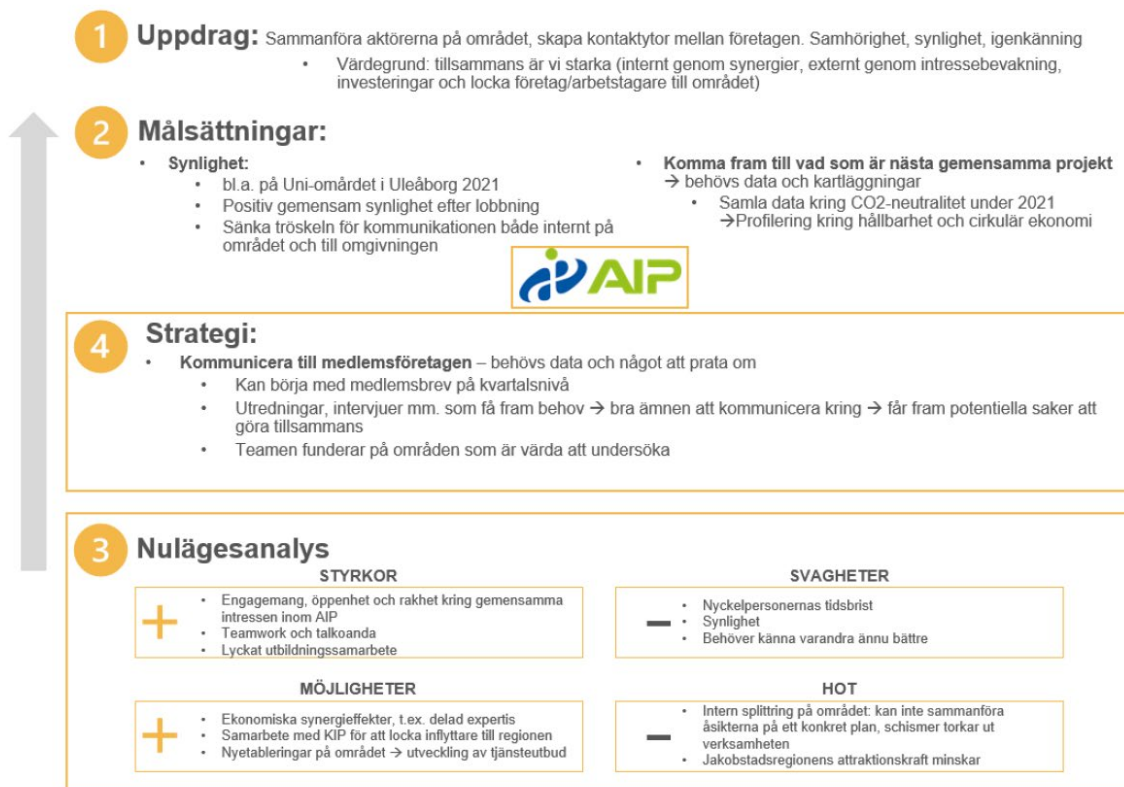 1 Uppdrag: Sammanföra aktörerna på området, skapa kontaktytor mellan företagen. Samhörighet, synlighet, igenkänning
• Värdegrund: tillsammans är vi starka (internt genom synergier, externt genom intressebevakning,
investeringar och locka företag/arbetstagare till området)
2 Målsättningar:
• Synlighet:
• bl.a. på Uni-omårdet i Uleåborg 2021
• Positiv gemensam synlighet efter lobbning
• Sänka tröskeln för kommunikationen både internt på
området och till omgivningen
• Komma fram till vad som är nästa gemensamma projekt
→ behövs data och kartläggningar
• Samla data kring CO2-neutralitet under 2021
→Profilering kring hållbarhet och cirkulär ekonomi
AIP
4 Strategi:
• Kommunicera till medlemsföretagen – behövs data och något att prata om
• Kan börja med medlemsbrev på kvartalsnivå
• Utredningar, intervjuer mm. som få fram behov → bra ämnen att kommunicera kring → får fram potentiella saker att
göra tillsammans
• Teamen funderar på områden som är värda att undersöka
3 Nulägesanalys
STYRKOR
+
• Engagemang, öppenhet och rakhet kring gemensamma
intressen inom AIP
• Teamwork och talkoanda
• Lyckat utbildningssamarbete
SVAGHETER
–
• Nyckelpersonernas tidsbrist
• Synlighet
• Behöver känna varandra ännu bättre
MÖJLIGHETER
+
• Ekonomiska synergieffekter, t.ex. delad expertis
• Samarbete med KIP för att locka inflyttare till regionen
• Nyetableringar på området → utveckling av tjänsteutbud
HOT
–
• Intern splittring på området: kan inte sammanföra
åsikterna på ett konkret plan, schismer torkar ut
verksamheten
• Jakobstadsregionens attraktionskraft minskar